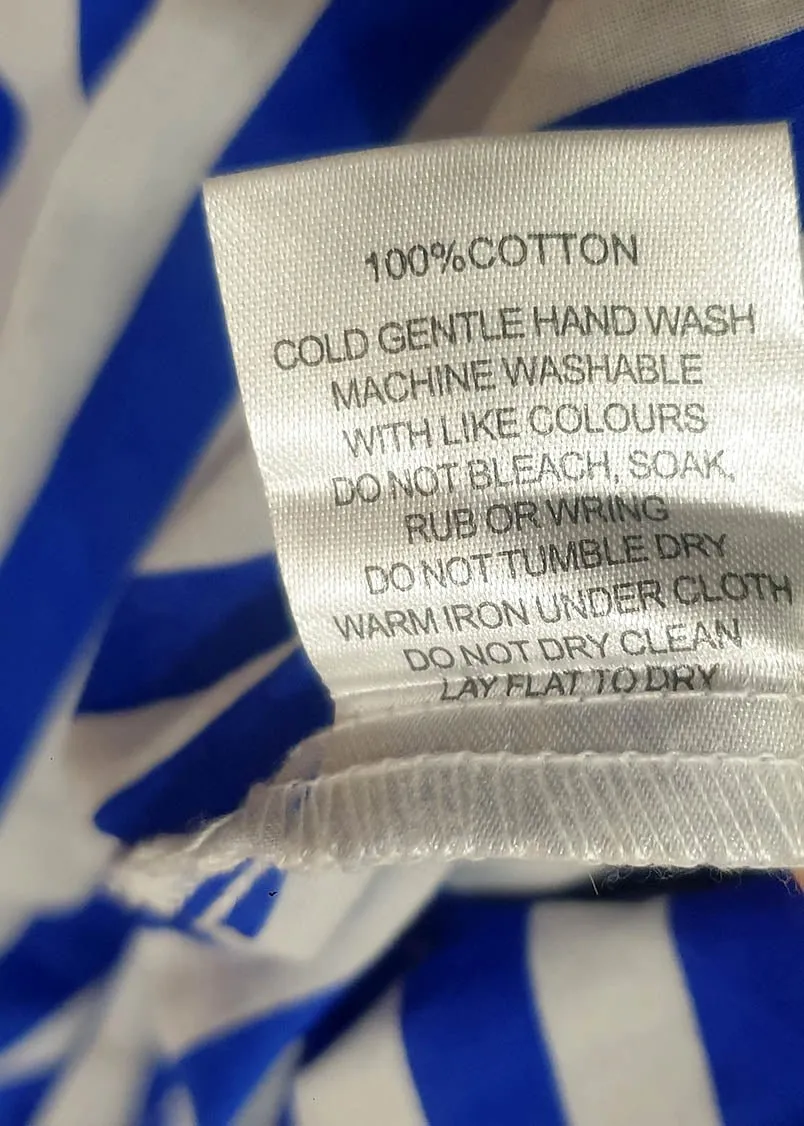 100%COTTON
COLD GENTLE HAND WASH
MACHINE WASHABLE
WITH LIKE COLOURS
DO NOT BLEACH, SOAK,
RUB OR WRING
DO NOT TUMBLE DRY
WARM IRON UNDER CLOTH
DO NOT DRY CLEAN
LAY FLAT TO DRY